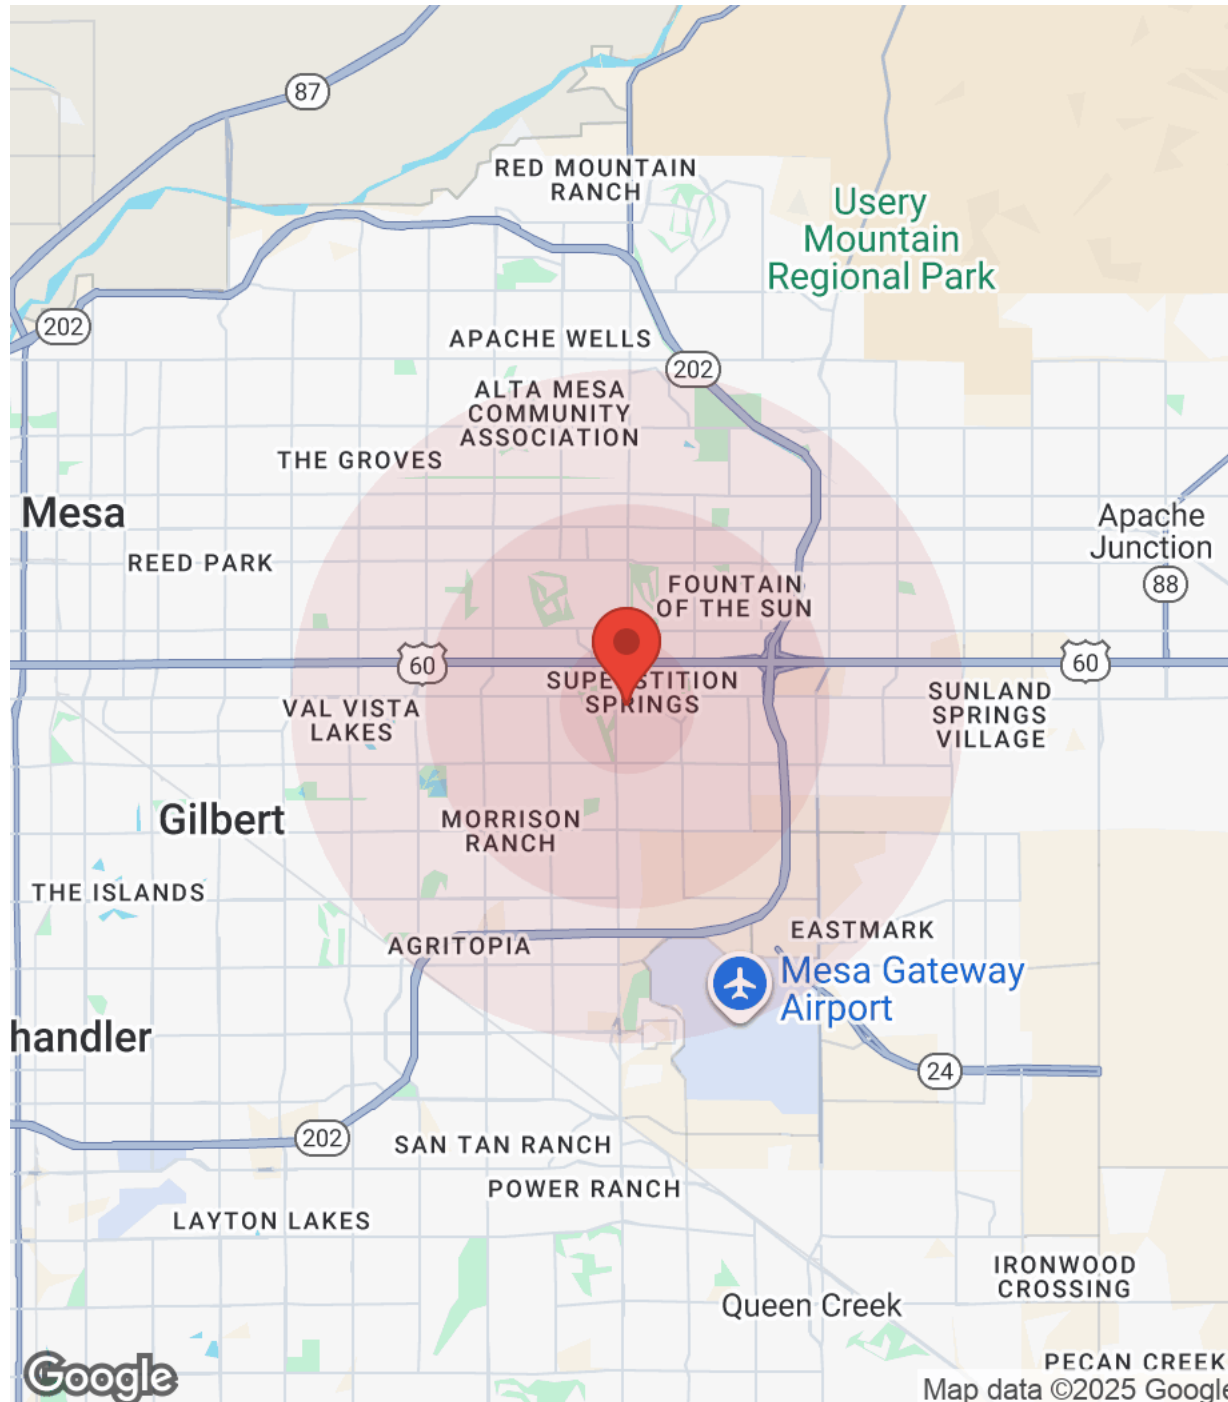 87
RED MOUNTAIN
RANCH
Usery
Mountain
Regional Park
202
APACHE WELLS
202
ALTA MESA
COMMUNITY
ASSOCIATION
THE GROVES
Mesa
Apache
Junction
REED PARK
FOUNTAIN
OF THE SUN
88
60
60
SUPERSTITION
SPRINGS
SUNLAND
SPRINGS
VILLAGE
VAL VISTA
LAKES
Gilbert
MORRISON
RANCH
THE ISLANDS
EASTMARK
AGRITOPIA
Mesa Gateway
Airport
handler
24
202
SAN TAN RANCH
POWER RANCH
LAYTON LAKES
IRONWOOD
CROSSING
Queen Creek
PECAN CREEK
Google
Map data ©2025 Google